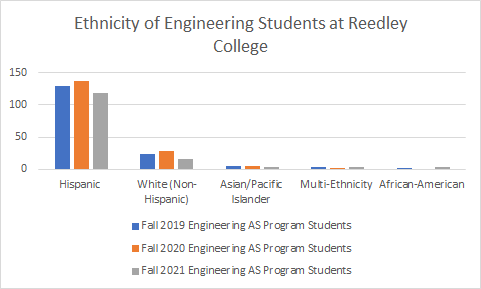 Ethnicity of Engineering Students at Reedley
College
150
100
50
0
Hispanic
White (Non-
Hispanic)
Asian/Pacific
Islander
Multi-Ethnicity
African-American
Fall 2019 Engineering AS Program Students
Fall 2020 Engineering AS Program Students
Fall 2021 Engineering AS Program Students